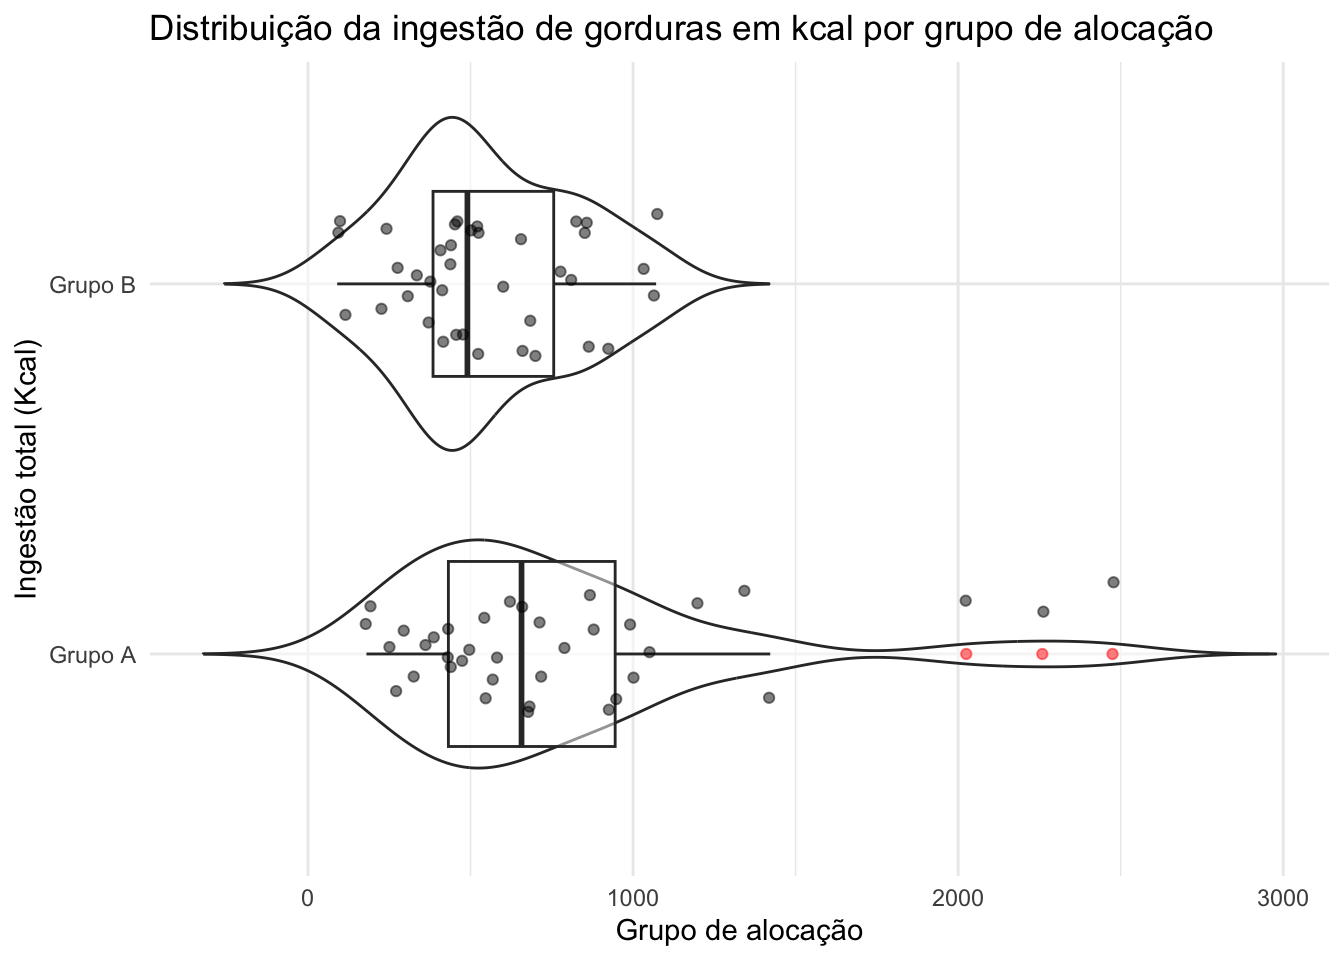 Distribuição da ingestão de gorduras em kcal por grupo de alocação
Ingestão total (Kcal)
Grupo B
Grupo A
0 1000 2000 3000
Grupo de alocação